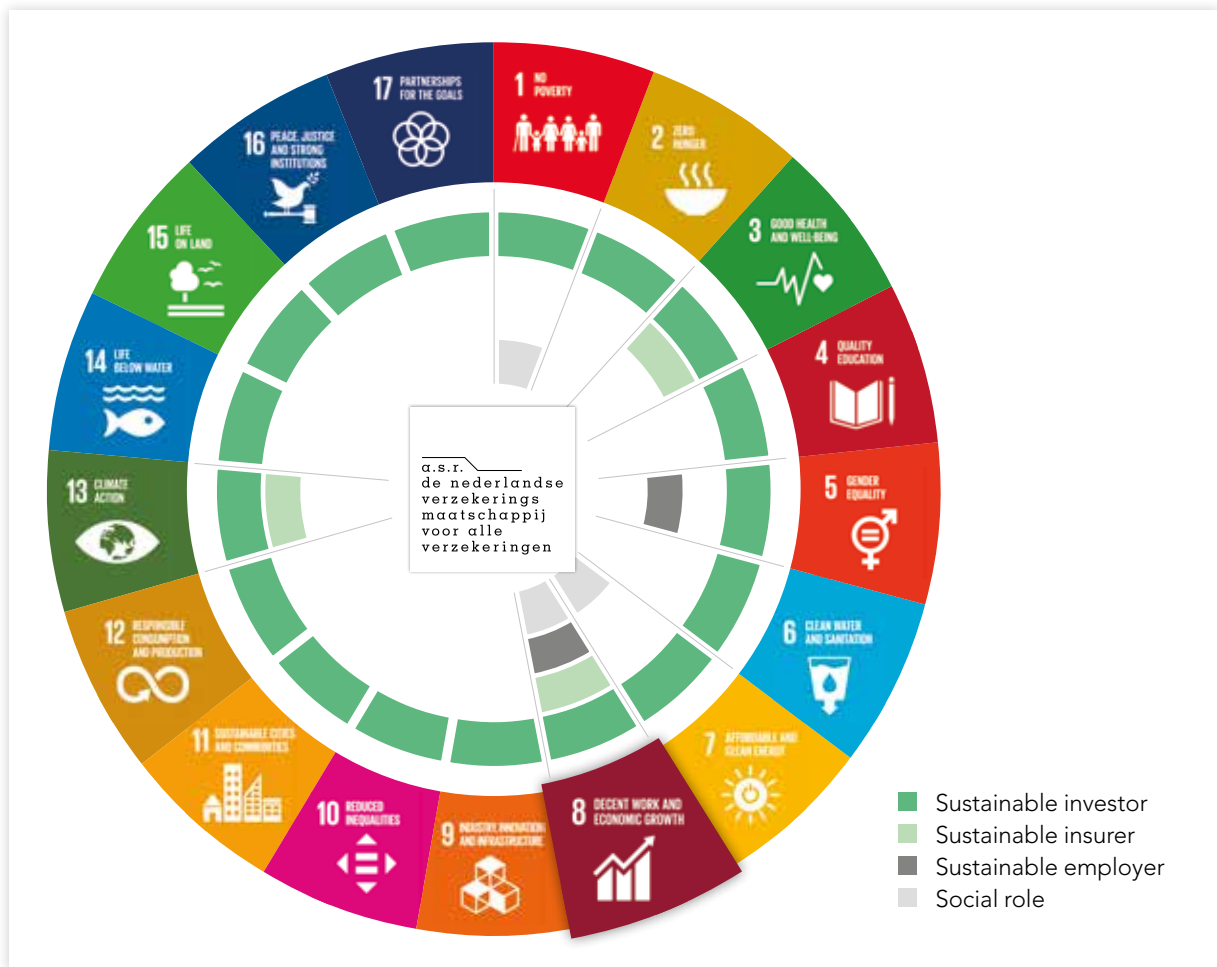 1 NO
POVERTY
2 ZERO
HUNGER
3 GOOD HEALTH
AND WELL-BEING
4 QUALITY
EDUCATION
5 GENDER
EQUALITY
6 CLEAN WATER
AND SANITATION
7 AFFORDABLE AND
CLEAN ENERGY
8 DECENT WORK AND
ECONOMIC GROWTH
9 INDUSTRY, INNOVATION
AND INFRASTRUCTURE
10 REDUCED
INEQUALITIES
11 SUSTAINABLE CITIES
AND COMMUNITIES
12 RESPONSIBLE
CONSUMPTION
AND PRODUCTION
13 CLIMATE
ACTION
14 LIFE
BELOW WATER
15 LIFE
ON LAND
16 PEACE, JUSTICE
AND STRONG
INSTITUTIONS
17 PARTNERSHIPS
FOR THE GOALS
a.s.r.
de nederlandse
verzekerings
maatschappij
voor alle
verzekeringen
Sustainable investor
Sustainable insurer
Sustainable employer
Social role